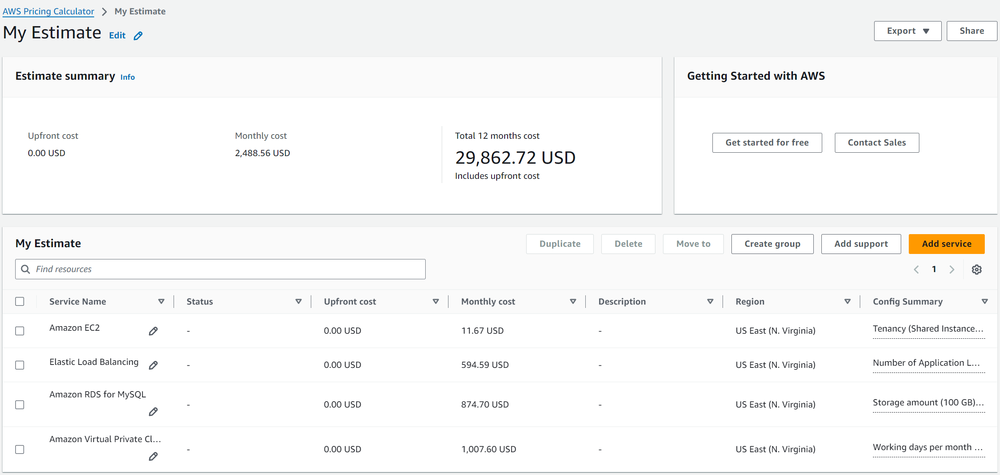 AWS Pricing Calculator > My Estimate
My Estimate Edit
Export Share
Estimate summary Info
Getting Started with AWS
Upfront cost Monthly cost Total 12 months cost
0.00 USD 2,488.56 USD 29,862.72 USD
Includes upfront cost
Get started for free Contact Sales
My Estimate
Duplicate Delete Move to Create group Add support Add service
Find resources
1
Service Name Status Upfront cost Monthly cost Description Region Config Summary
Amazon EC2 - 0.00 USD 11.67 USD - US East (N. Virginia) Tenancy (Shared Instance...
Elastic Load Balancing - 0.00 USD 594.59 USD - US East (N. Virginia) Number of Application L...
Amazon RDS for MySQL - 0.00 USD 874.70 USD - US East (N. Virginia) Storage amount (100 GB)...
Amazon Virtual Private Cl... - 0.00 USD 1,007.60 USD - US East (N. Virginia) Working days per month ...